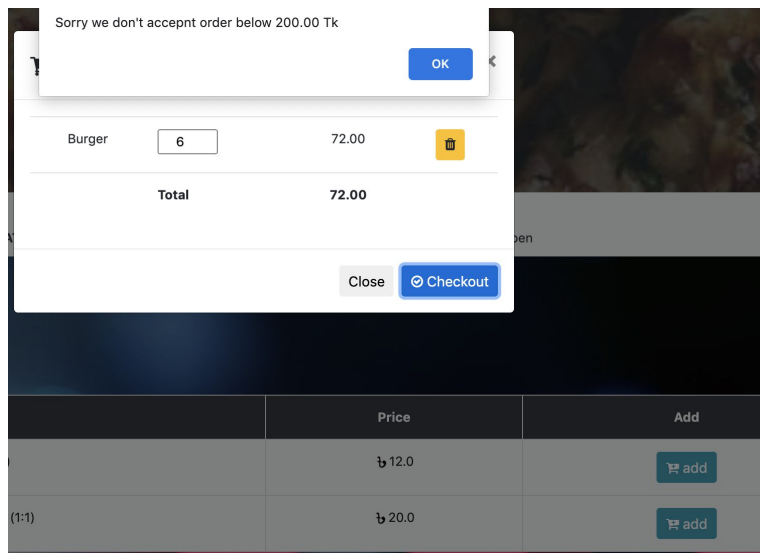 Sorry we don't accepnt order below 200.00 Tk
OK
Burger 6 72.00
Total 72.00
pen
Close Checkout
Price Add
)
৳ 12.0 add
(1:1) ৳ 20.0 add